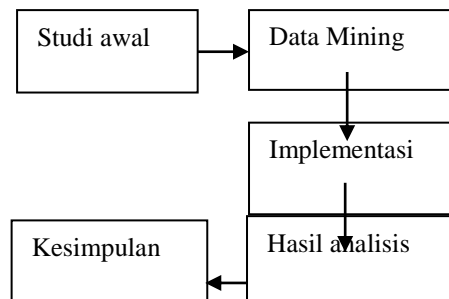 Studi awal
Data Mining
Implementasi
Hasil analisis
Kesimpulan